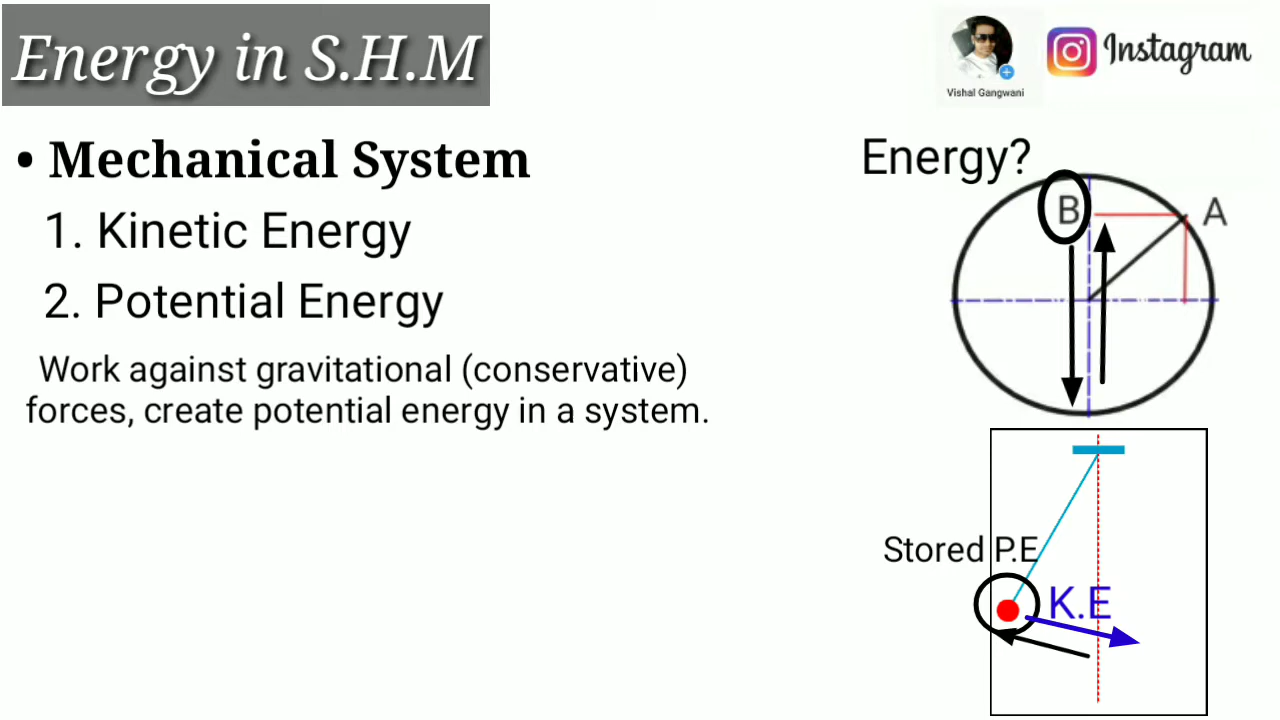 Energy in S.H.M
Instagram
Vishal Gangwani
• Mechanical System
Energy?
1. Kinetic Energy
B
A
2. Potential Energy
Work against gravitational (conservative)
forces, create potential energy in a system.
Stored P.E
K.E